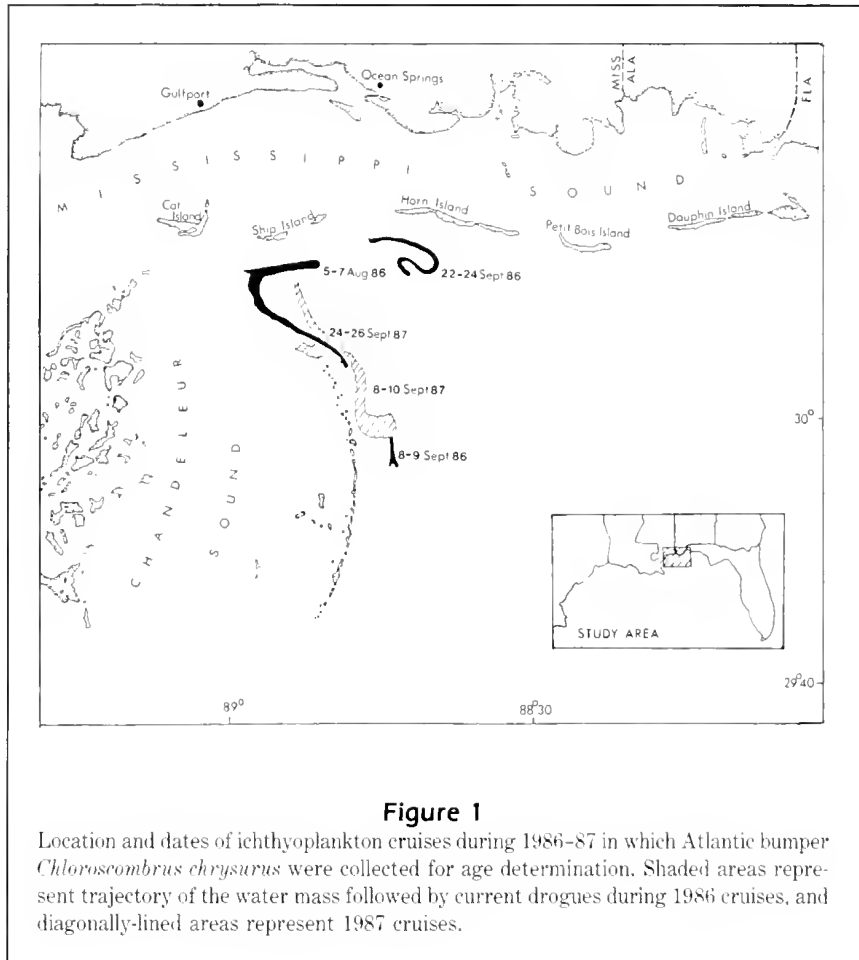 Ocean Springs
Gulfport
MISS
ALA
FLA
MISSISSIPPI SOUND
Cat Island
Ship Island
Horn Island
Petit Bois Island
Dauphin Island
5-7 Aug 86
22-24 Sept 86
24-26 Sept 87
8-10 Sept 87
8-9 Sept 86
CHANDELEUR SOUND
30°
STUDY AREA
29°40
89°
88°30
Figure 1
Location and dates of ichthyoplankton cruises during 1986–87 in which Atlantic bumper
Chloroscombrus chrysurus were collected for age determination. Shaded areas repre-
sent trajectory of the water mass followed by current drogues during 1986 cruises, and
diagonally-lined areas represent 1987 cruises.